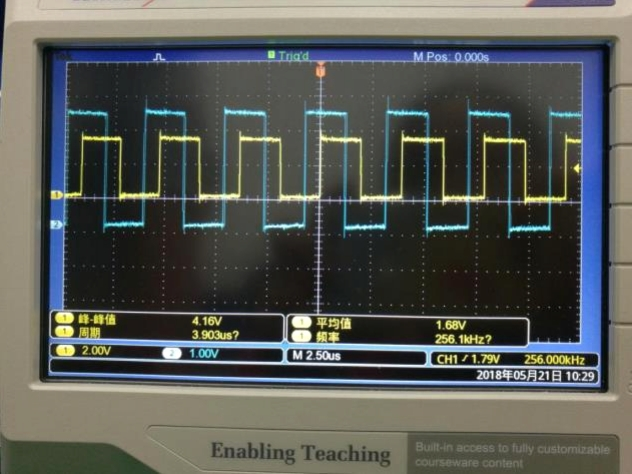 Trig'd M Pos: 0.000s
1
2
1 峰-峰值 4.16V 1 平均值 1.68V
1 周期 3.903us? 1 频率 256.1kHz?
1 2.00V 2 1.00V M 2.50us CH1 / 1.79V 256.000kHz
2018年05月21日 10:29
Enabling Teaching
Built-in access to fully customizable
courseware content